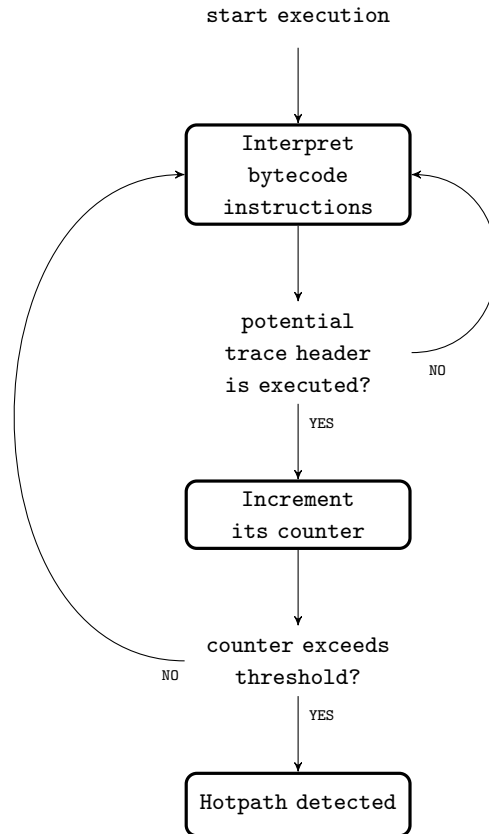 start execution
Interpret
bytecode
instructions
potential
trace header
is executed?
NO
YES
Increment
its counter
counter exceeds
threshold?
NO
YES
Hotpath detected